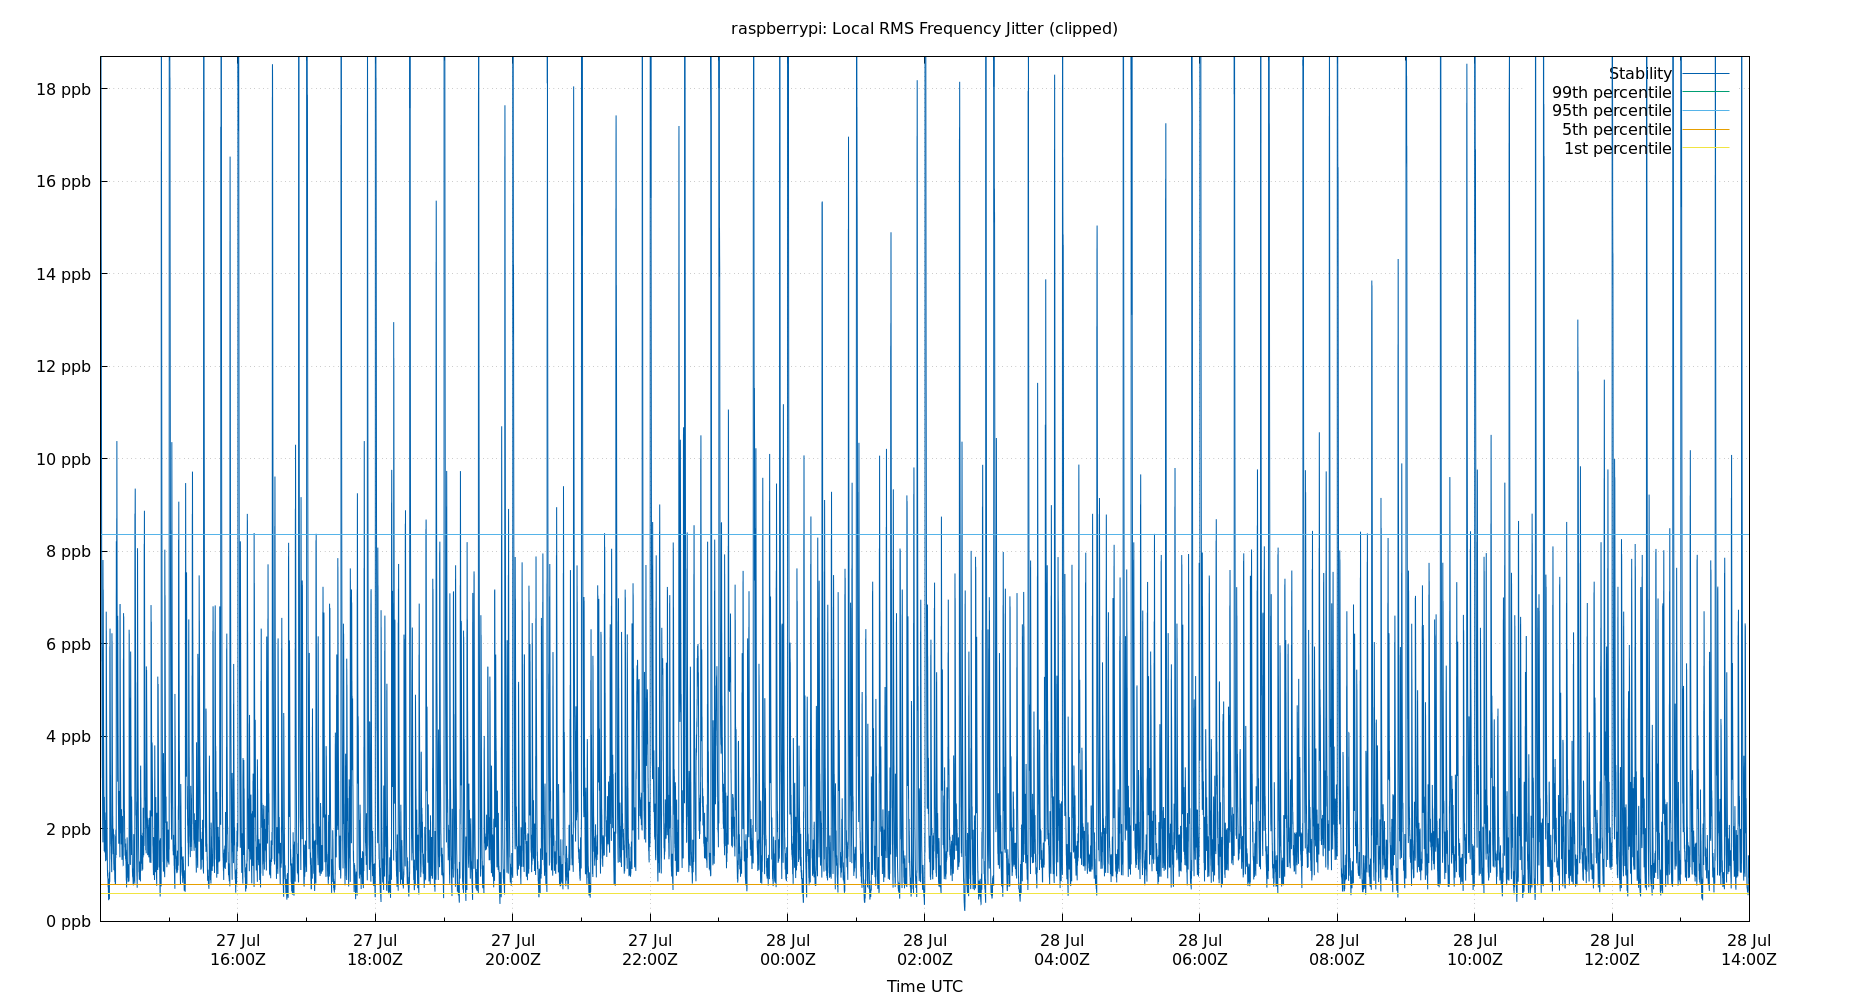 raspberrypi: Local RMS Frequency Jitter (clipped)
18 ppb
16 ppb
14 ppb
12 ppb
10 ppb
8 ppb
6 ppb
4 ppb
2 ppb
0 ppb
Stability
99th percentile
95th percentile
5th percentile
1st percentile
27 Jul 27 Jul 27 Jul 27 Jul 28 Jul 28 Jul 28 Jul 28 Jul 28 Jul 28 Jul 28 Jul 28 Jul
16:00Z 18:00Z 20:00Z 22:00Z 00:00Z 02:00Z 04:00Z 06:00Z 08:00Z 10:00Z 12:00Z 14:00Z
Time UTC